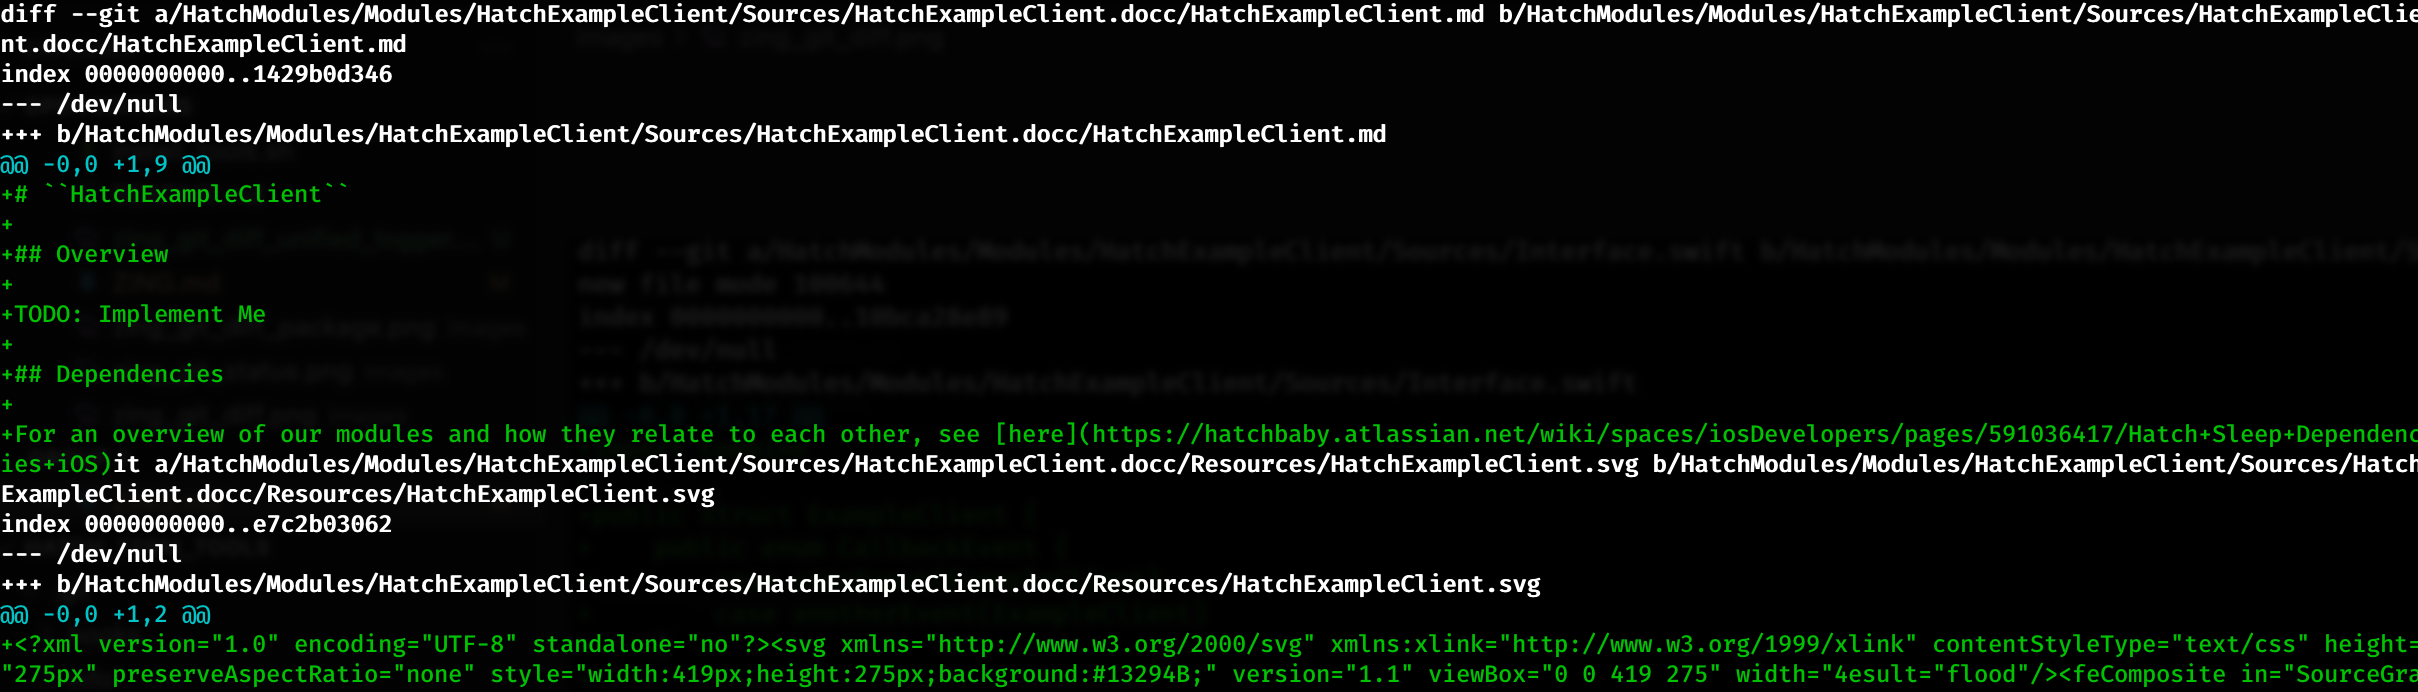 diff --git a/HatchModules/Modules/HatchExampleClient/Sources/HatchExampleClient.docc/HatchExampleClient.md b/HatchModules/Modules/HatchExampleClient/Sources/HatchExampleClie
nt.docc/HatchExampleClient.md
index 0000000000..1429b0d346
--- /dev/null
+++ b/HatchModules/Modules/HatchExampleClient/Sources/HatchExampleClient.docc/HatchExampleClient.md
@@ -0,0 +1,9 @@
+# ``HatchExampleClient``
+
+## Overview
+
+TODO: Implement Me
+
+## Dependencies
+
+For an overview of our modules and how they relate to each other, see [here](https://hatchbaby.atlassian.net/wiki/spaces/iosDevelopers/pages/591036417/Hatch+Sleep+Dependenc
ies+iOS)it a/HatchModules/Modules/HatchExampleClient/Sources/HatchExampleClient.docc/Resources/HatchExampleClient.svg b/HatchModules/Modules/HatchExampleClient/Sources/Hatch
ExampleClient.docc/Resources/HatchExampleClient.svg
index 0000000000..e7c2b03062
--- /dev/null
+++ b/HatchModules/Modules/HatchExampleClient/Sources/HatchExampleClient.docc/Resources/HatchExampleClient.svg
@@ -0,0 +1,2 @@
+<?xml version="1.0" encoding="UTF-8" standalone="no"?><svg xmlns="http://www.w3.org/2000/svg" xmlns:xlink="http://www.w3.org/1999/xlink" contentStyleType="text/css" height=
"275px" preserveAspectRatio="none" style="width:419px;height:275px;background:#13294B;" version="1.1" viewBox="0 0 419 275" width="4esult="flood"/><feComposite in="SourceGra